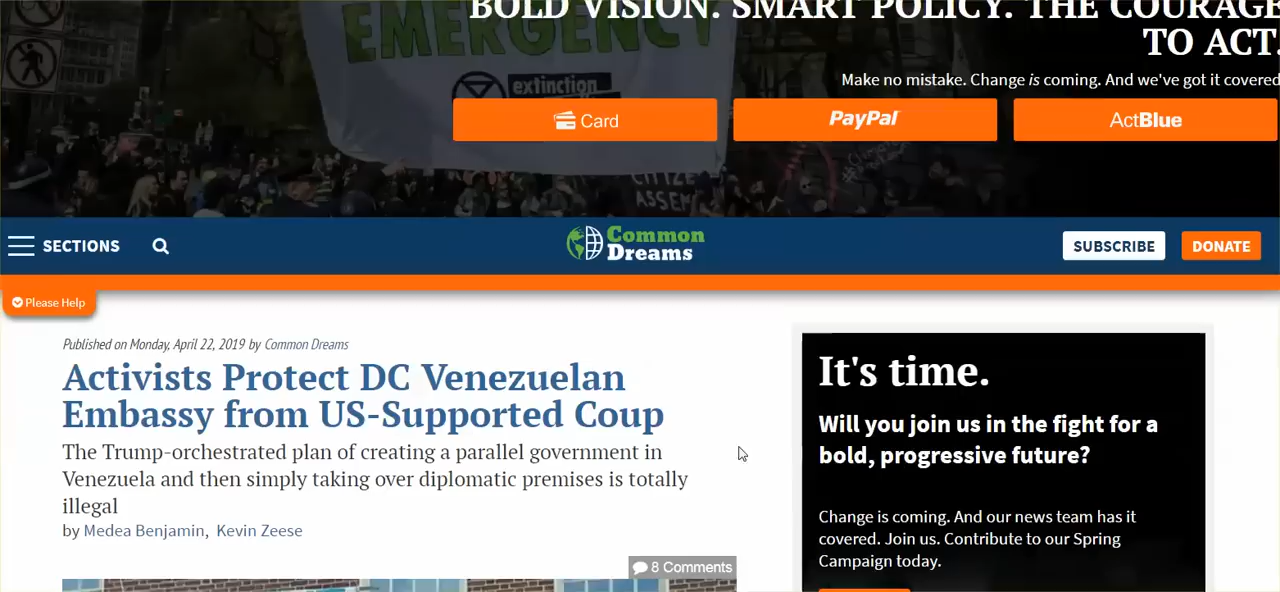 BOLD VISION. SMART POLICY. THE COURAGE
TO ACT.
EMERGENCY
extinction
Make no mistake. Change is coming. And we've got it covered
Card
PayPal
ActBlue
CITIZE
ASSEM
SECTIONS
Common
Dreams
SUBSCRIBE
DONATE
Please Help
Published on Monday, April 22, 2019 by Common Dreams
Activists Protect DC Venezuelan
Embassy from US-Supported Coup
The Trump-orchestrated plan of creating a parallel government in
Venezuela and then simply taking over diplomatic premises is totally
illegal
by Medea Benjamin, Kevin Zeese
8 Comments
It's time.
Will you join us in the fight for a
bold, progressive future?
Change is coming. And our news team has it
covered. Join us. Contribute to our Spring
Campaign today.